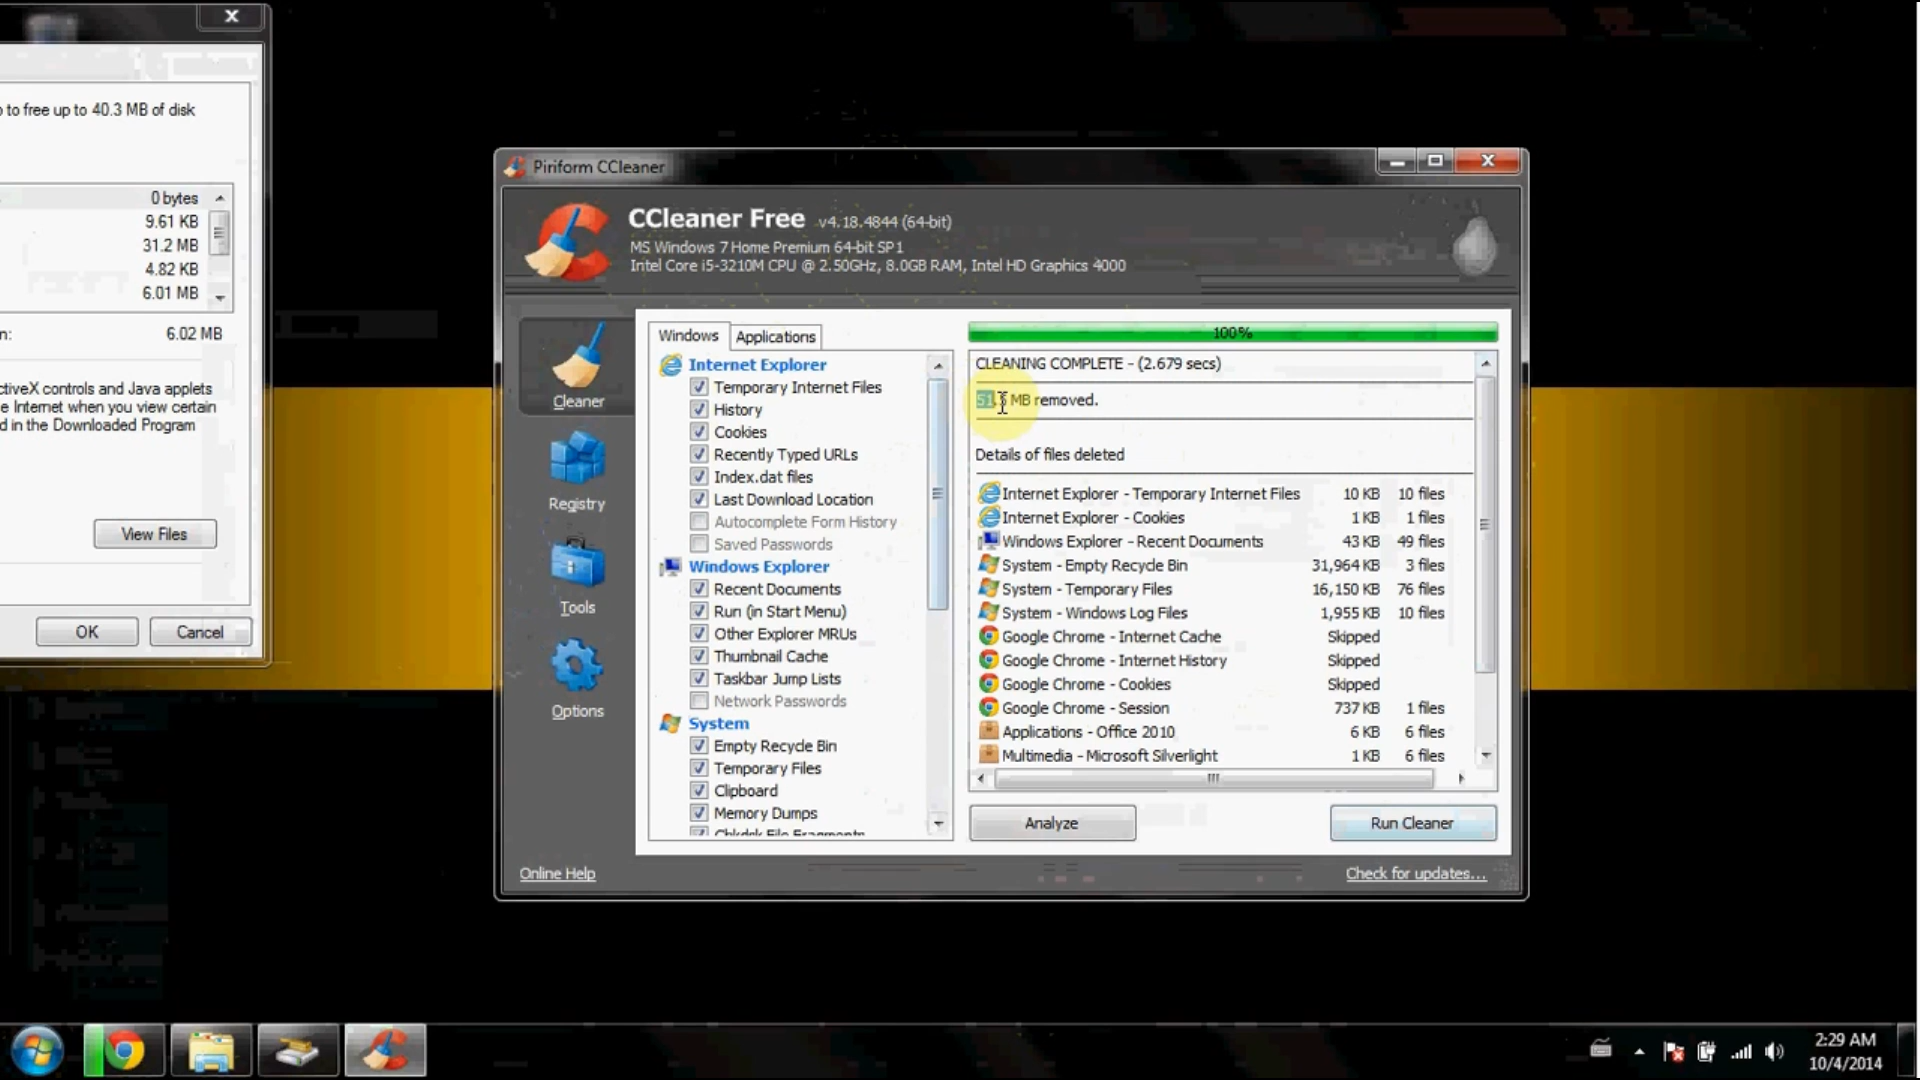 o to free up to 40.3 MB of disk
0 bytes
9.61 KB
31.2 MB
4.82 KB
6.01 MB
n: 6.02 MB
ctiveX controls and Java applets
e Internet when you view certain
d in the Downloaded Program
View Files
OK Cancel
Piriform CCleaner
CCleaner Free v4.18.4844 (64-bit)
MS Windows 7 Home Premium 64-bit SP1
Intel Core i5-3210M CPU @ 2.50GHz, 8.0GB RAM, Intel HD Graphics 4000
Cleaner
Registry
Tools
Options
Windows Applications
Internet Explorer
Temporary Internet Files
History
Cookies
Recently Typed URLs
Index.dat files
Last Download Location
Autocomplete Form History
Saved Passwords
Windows Explorer
Recent Documents
Run (in Start Menu)
Other Explorer MRUs
Thumbnail Cache
Taskbar Jump Lists
Network Passwords
System
Empty Recycle Bin
Temporary Files
Clipboard
Memory Dumps
Chkdsk File Fragments
100%
CLEANING COMPLETE - (2.679 secs)
MB removed.
Details of files deleted
Internet Explorer - Temporary Internet Files 10 KB 10 files
Internet Explorer - Cookies 1 KB 1 files
Windows Explorer - Recent Documents 43 KB 49 files
System - Empty Recycle Bin 31,964 KB 3 files
System - Temporary Files 16,150 KB 76 files
System - Windows Log Files 1,955 KB 10 files
Google Chrome - Internet Cache Skipped
Google Chrome - Internet History Skipped
Google Chrome - Cookies Skipped
Google Chrome - Session 737 KB 1 files
Applications - Office 2010 6 KB 6 files
Multimedia - Microsoft Silverlight 1 KB 6 files
Analyze Run Cleaner
Online Help Check for updates...
2:29 AM
10/4/2014